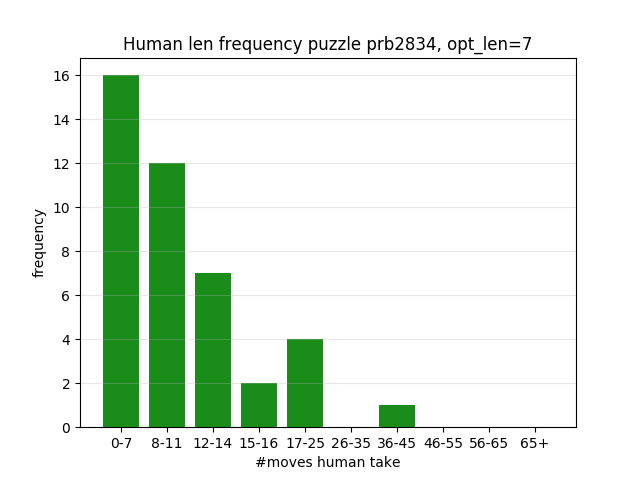 Human len frequency puzzle prb2834, opt_len=7
16
14
12
10
8
6
4
2
0
frequency
0-7 8-11 12-14 15-16 17-25 26-35 36-45 46-55 56-65 65+
#moves human take